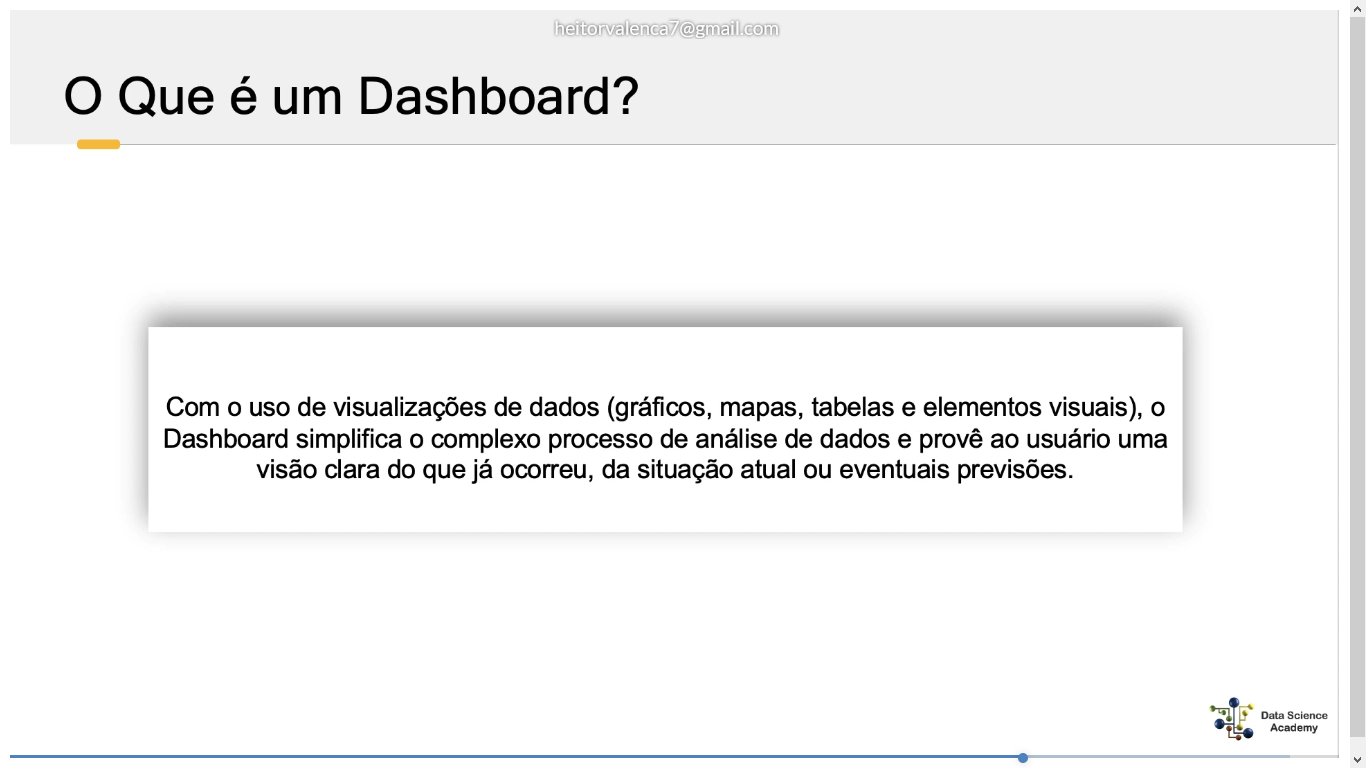 heitorvalenca7@gmail.com
O Que é um Dashboard?
Com o uso de visualizações de dados (gráficos, mapas, tabelas e elementos visuais), o
Dashboard simplifica o complexo processo de análise de dados e provê ao usuário uma
visão clara do que já ocorreu, da situação atual ou eventuais previsões.
Data Science
Academy